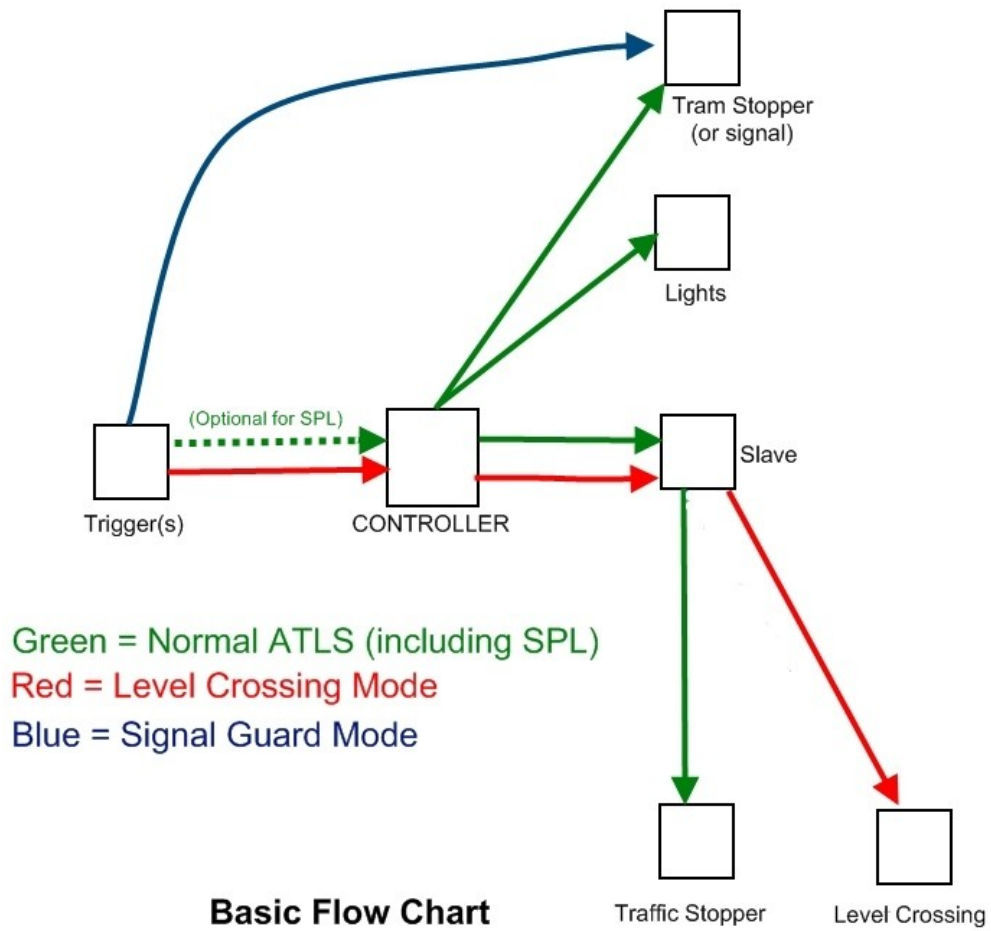 Tram Stopper
(or signal)
Lights
(Optional for SPL)
Trigger(s)
CONTROLLER
Slave
Green = Normal ATLS (including SPL)
Red = Level Crossing Mode
Blue = Signal Guard Mode
Traffic Stopper
Level Crossing
Basic Flow Chart